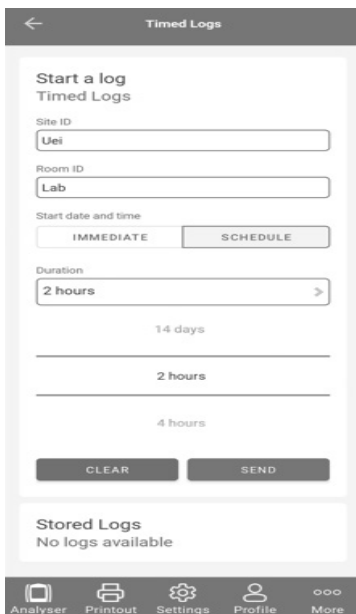 Timed Logs
Start a log
Timed Logs
Site ID
Uei
Room ID
Lab
Start date and time
IMMEDIATE SCHEDULE
Duration
2 hours
14 days
2 hours
4 hours
CLEAR SEND
Stored Logs
No logs available
Analyser Printout Settings Profile More